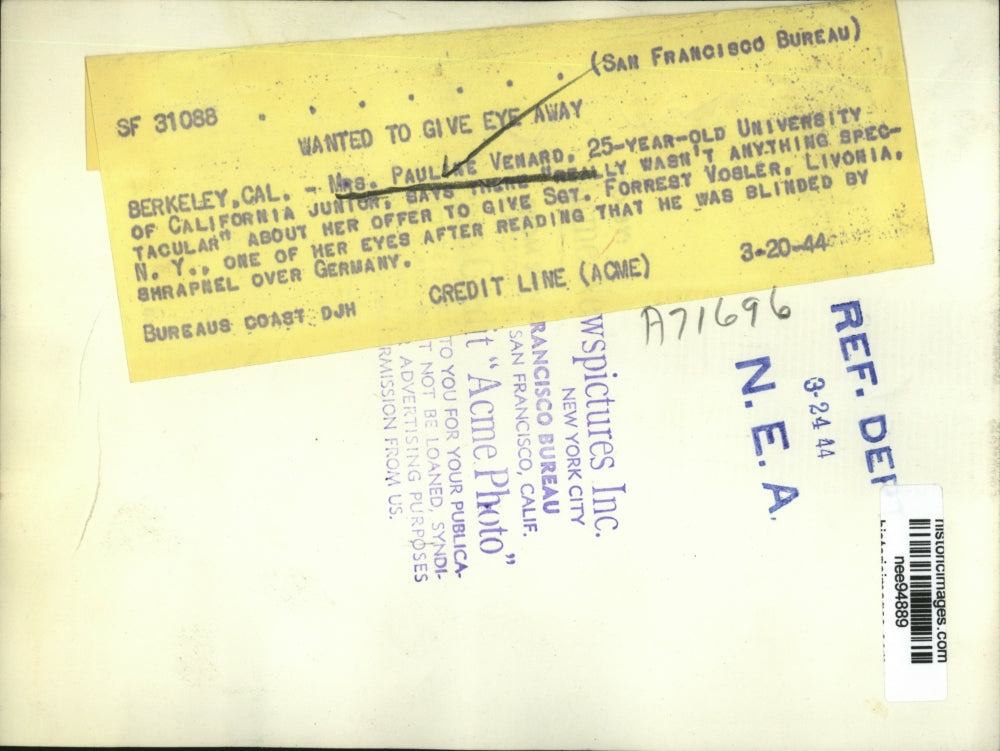 (SAN FRANCISCO BUREAU)
SF 31088 . . . . . . .
WANTED TO GIVE EYE AWAY
BERKELEY, CAL. - MRS. PAULINE VENARD, 25-YEAR-OLD UNIVERSITY
OF CALIFORNIA JUNIOR, SAYS THERE "REALLY WASN'T ANYTHING SPEC-
TACULAR" ABOUT HER OFFER TO GIVE SGT. FORREST VOSLER, LIVONIA,
N. Y., ONE OF HER EYES AFTER READING THAT HE WAS BLINDED BY
SHRAPNEL OVER GERMANY.
CREDIT LINE (ACME) 3-20-44
BUREAUS COAST DJH
A71696
REF. DEP
3-24 44
N. E. A.
wspictures Inc.
NEW YORK CITY
RANCISCO BUREAU
SAN FRANCISCO, CALIF.
it "Acme Photo"
TO YOU FOR YOUR PUBLICA-
T NOT BE LOANED, SYNDI-
ADVERTISING PURPOSES
RMISSION FROM US.
historicimages.com
nee94889